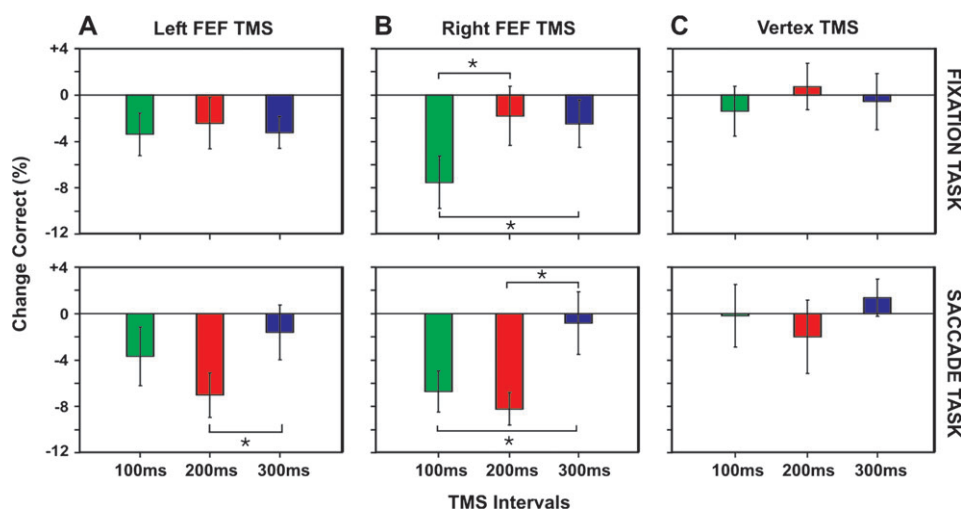 A Left FEF TMS
B Right FEF TMS
C Vertex TMS
+4
0
-4
-8
-12
*
*
FIXATION TASK
Change Correct (%)
+4
0
-4
-8
-12
*
*
*
SACCADE TASK
100ms 200ms 300ms
100ms 200ms 300ms
100ms 200ms 300ms
TMS Intervals